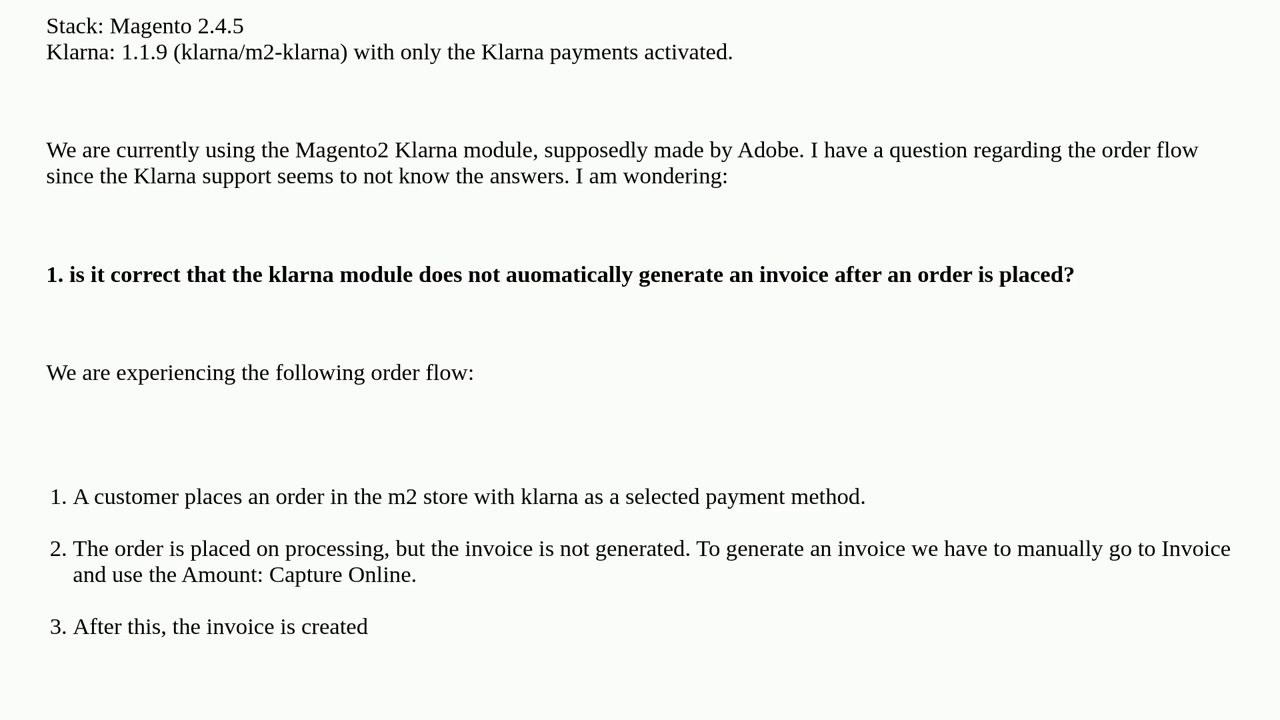 Stack: Magento 2.4.5
Klarna: 1.1.9 (klarna/m2-klarna) with only the Klarna payments activated.
We are currently using the Magento2 Klarna module, supposedly made by Adobe. I have a question regarding the order flow
since the Klarna support seems to not know the answers. I am wondering:
1. is it correct that the klarna module does not auomatically generate an invoice after an order is placed?
We are experiencing the following order flow:
1. A customer places an order in the m2 store with klarna as a selected payment method.
2. The order is placed on processing, but the invoice is not generated. To generate an invoice we have to manually go to Invoice
and use the Amount: Capture Online.
3. After this, the invoice is created